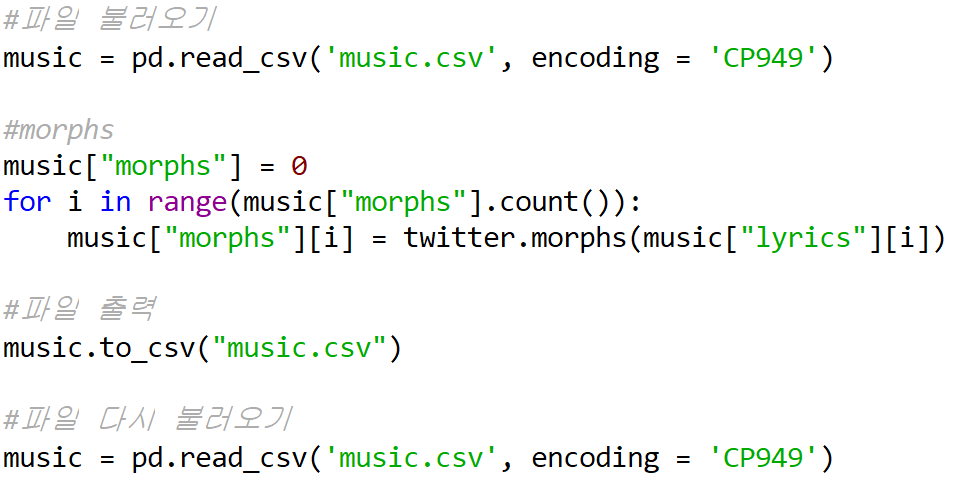 #파일 불러오기
music = pd.read_csv('music.csv', encoding = 'CP949')
#morphs
music["morphs"] = 0
for i in range(music["morphs"].count()):
    music["morphs"][i] = twitter.morphs(music["lyrics"][i])
#파일 출력
music.to_csv("music.csv")
#파일 다시 불러오기
music = pd.read_csv('music.csv', encoding = 'CP949')